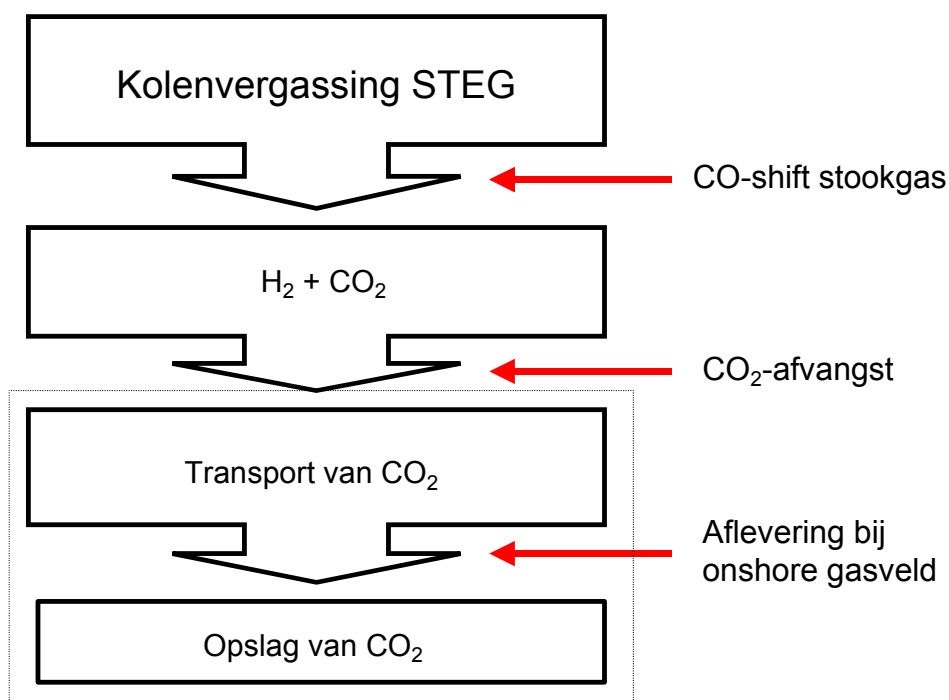 Kolenvergassing STEG
CO-shift stookgas
H₂ + CO₂
CO₂-afvangst
Transport van CO₂
Aflevering bij
onshore gasveld
Opslag van CO₂